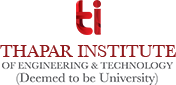 ti
THAPAR INSTITUTE
OF ENGINEERING & TECHNOLOGY
(Deemed to be University)